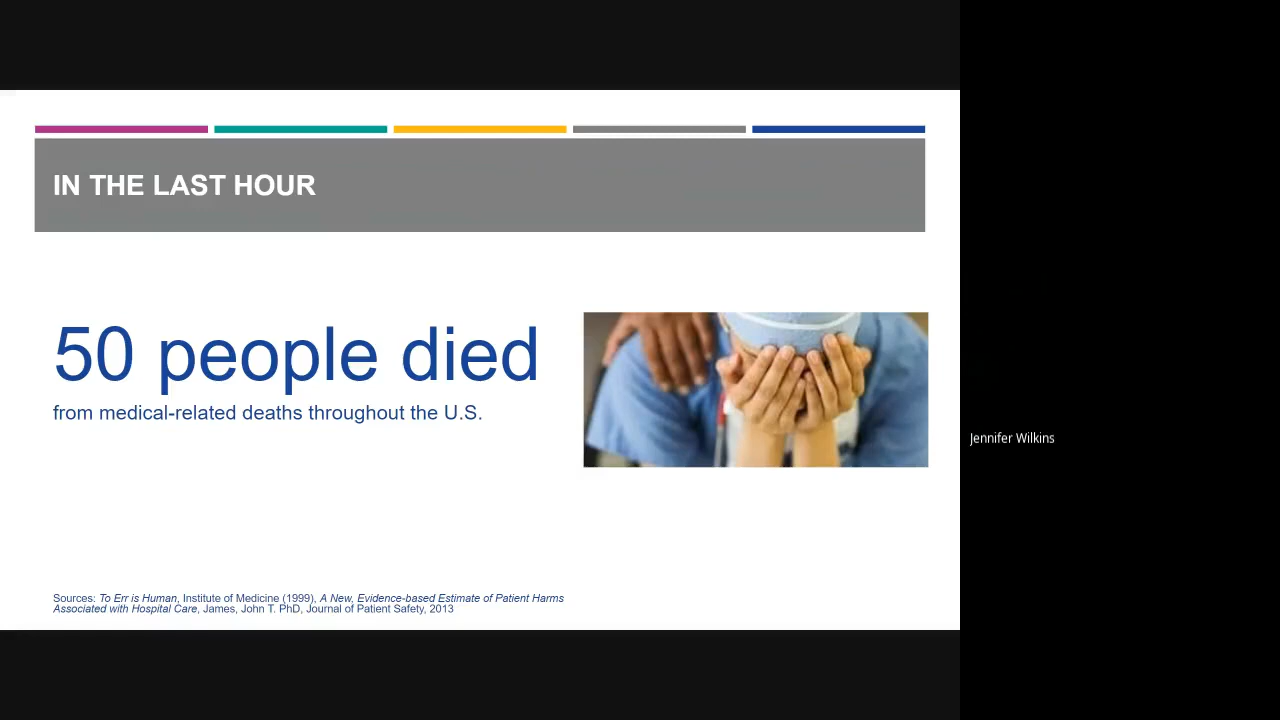 IN THE LAST HOUR
50 people died
from medical-related deaths throughout the U.S.
Jennifer Wilkins
Sources: To Err is Human, Institute of Medicine (1999), A New, Evidence-based Estimate of Patient Harms
Associated with Hospital Care, James, John T. PhD, Journal of Patient Safety, 2013